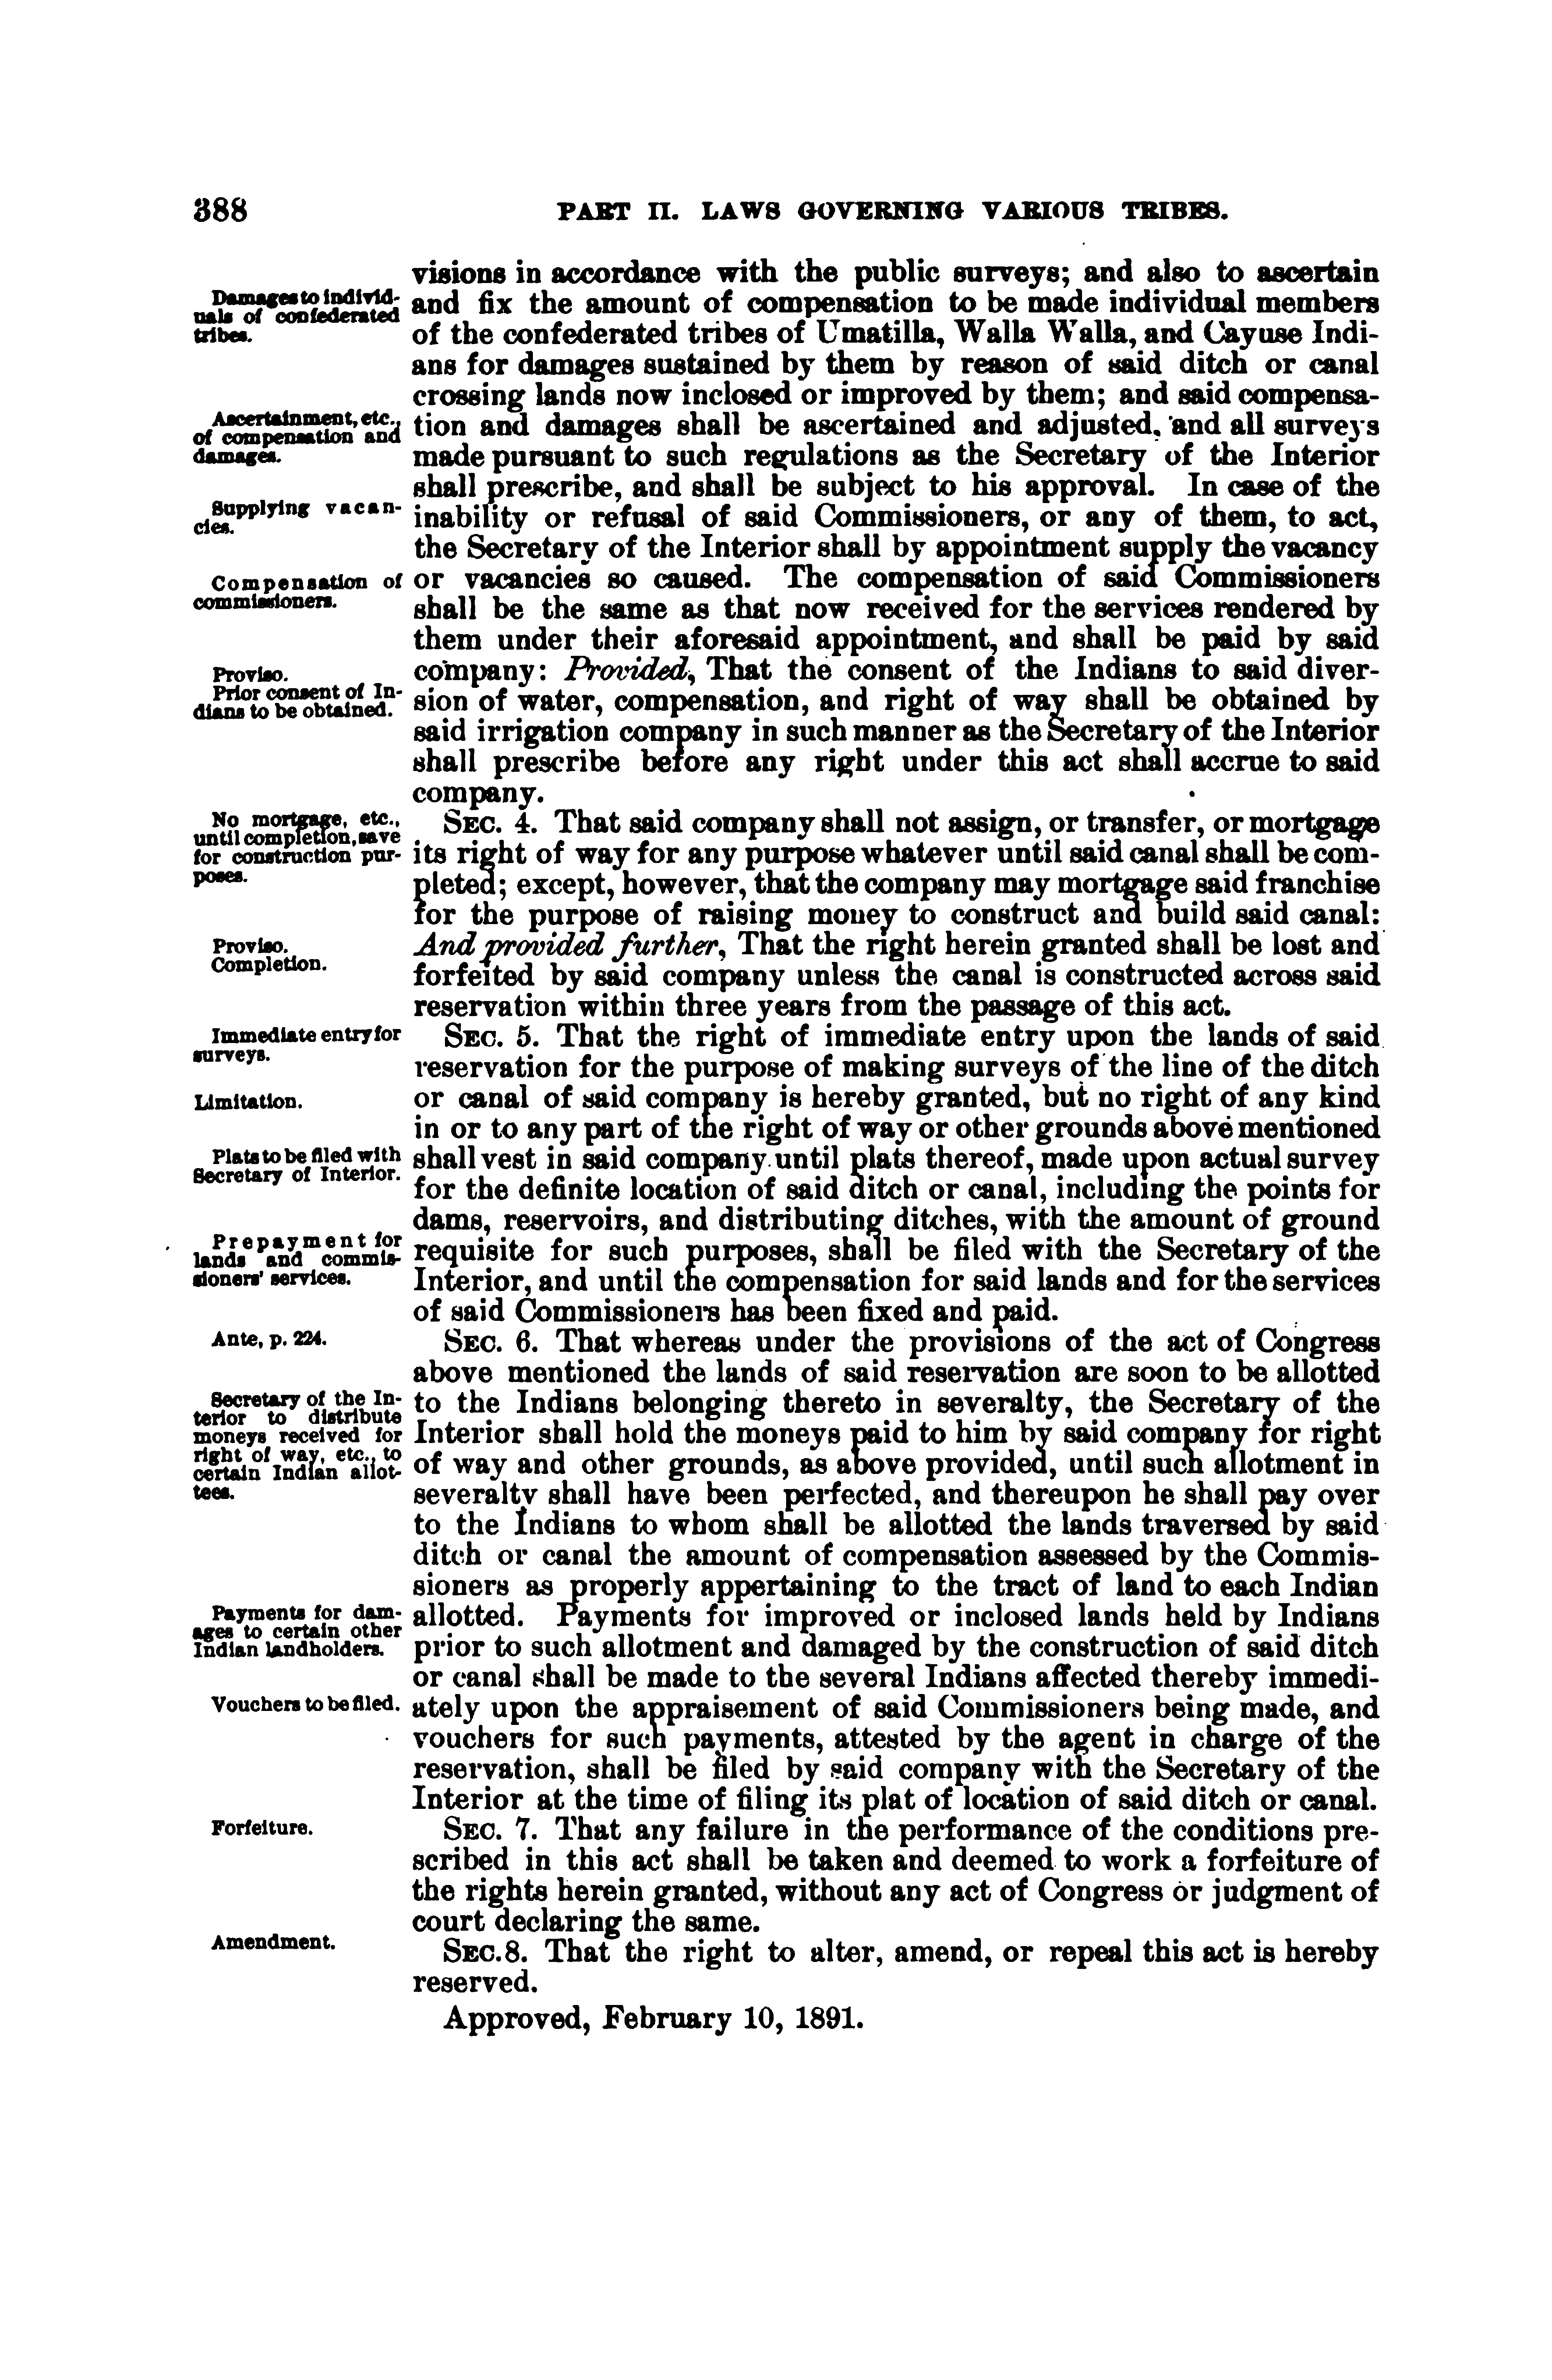 388
PART II. LAWS GOVERNING VARIOUS TRIBES.
visions in accordance with the public surveys; and also to ascertain
and fix the amount of compensation to be made individual members
of the confederated tribes of Umatilla, Walla Walla, and Cayuse Indi-
ans for damages sustained by them by reason of said ditch or canal
crossing lands now inclosed or improved by them; and said compensa-
tion and damages shall be ascertained and adjusted, and all surveys
made pursuant to such regulations as the Secretary of the Interior
shall prescribe, and shall be subject to his approval. In case of the
inability or refusal of said Commissioners, or any of them, to act,
the Secretary of the Interior shall by appointment supply the vacancy
or vacancies so caused. The compensation of said Commissioners
shall be the same as that now received for the services rendered by
them under their aforesaid appointment, and shall be paid by said
company: Provided, That the consent of the Indians to said diver-
sion of water, compensation, and right of way shall be obtained by
said irrigation company in such manner as the Secretary of the Interior
shall prescribe before any right under this act shall accrue to said
company.
SEC. 4. That said company shall not assign, or transfer, or mortgage
its right of way for any purpose whatever until said canal shall be com-
pleted; except, however, that the company may mortgage said franchise
for the purpose of raising money to construct and build said canal:
And provided further, That the right herein granted shall be lost and
forfeited by said company unless the canal is constructed across said
reservation within three years from the passage of this act.
SEC. 5. That the right of immediate entry upon the lands of said
reservation for the purpose of making surveys of the line of the ditch
or canal of said company is hereby granted, but no right of any kind
in or to any part of the right of way or other grounds above mentioned
shall vest in said company until plats thereof, made upon actual survey
for the definite location of said ditch or canal, including the points for
dams, reservoirs, and distributing ditches, with the amount of ground
requisite for such purposes, shall be filed with the Secretary of the
Interior, and until the compensation for said lands and for the services
of said Commissioners has been fixed and paid.
SEC. 6. That whereas under the provisions of the act of Congress
above mentioned the lands of said reservation are soon to be allotted
to the Indians belonging thereto in severalty, the Secretary of the
Interior shall hold the moneys paid to him by said company for right
of way and other grounds, as above provided, until such allotment in
severalty shall have been perfected, and thereupon he shall pay over
to the Indians to whom shall be allotted the lands traversed by said
ditch or canal the amount of compensation assessed by the Commis-
sioners as properly appertaining to the tract of land to each Indian
allotted. Payments for improved or inclosed lands held by Indians
prior to such allotment and damaged by the construction of said ditch
or canal shall be made to the several Indians affected thereby immedi-
ately upon the appraisement of said Commissioners being made, and
vouchers for such payments, attested by the agent in charge of the
reservation, shall be filed by said company with the Secretary of the
Interior at the time of filing its plat of location of said ditch or canal.
SEC. 7. That any failure in the performance of the conditions pre-
scribed in this act shall be taken and deemed to work a forfeiture of
the rights herein granted, without any act of Congress or judgment of
court declaring the same.
SEC. 8. That the right to alter, amend, or repeal this act is hereby
reserved.
Approved, February 10, 1891.
Damages to individ-
uals of confederated
tribes.
Ascertainment, etc.,
of compensation and
damages.
Supplying vacan-
cies.
Compensation of
commissioners.
Proviso.
Prior consent of In-
dians to be obtained.
No mortgage, etc.,
until completion, save
for construction pur-
poses.
Proviso.
Completion.
Immediate entry for
surveys.
Limitation.
Plats to be filed with
Secretary of Interior.
Prepayment for
lands and commis-
sioners' services.
Ante, p. 224.
Secretary of the In-
terior to distribute
moneys received for
right of way, etc., to
certain Indian allot-
tees.
Payments for dam-
ages to certain other
Indian landholders.
Vouchers to be filed.
Forfeiture.
Amendment.